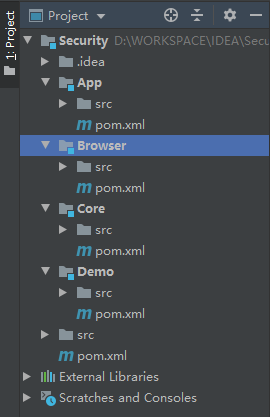 1: Project
Project
Security D:\WORKSPACE\IDEA\Secu
.idea
App
src
pom.xml
Browser
src
pom.xml
Core
src
pom.xml
Demo
src
pom.xml
src
pom.xml
External Libraries
Scratches and Consoles